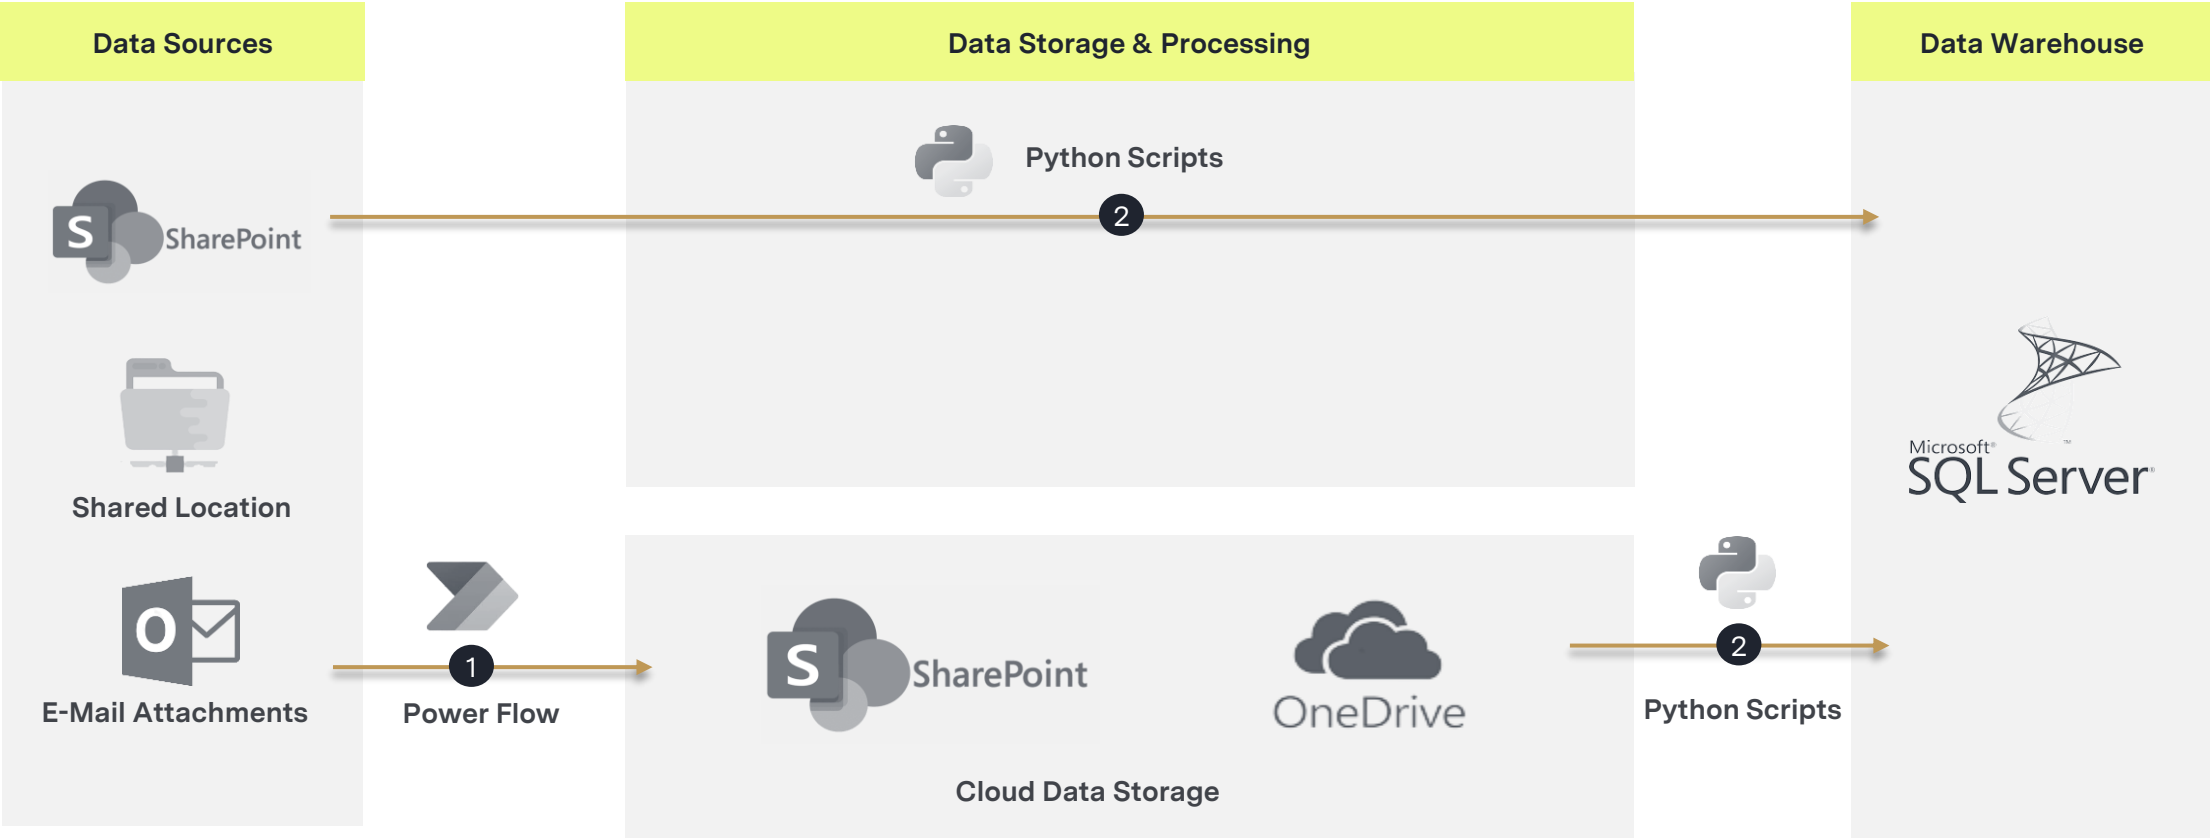 Data Sources
Data Storage & Processing
Data Warehouse
Python Scripts
2
S
SharePoint
Shared Location
Microsoft®
™
SQL Server®
O
E-Mail Attachments
1
Power Flow
S
SharePoint
OneDrive
Cloud Data Storage
2
Python Scripts